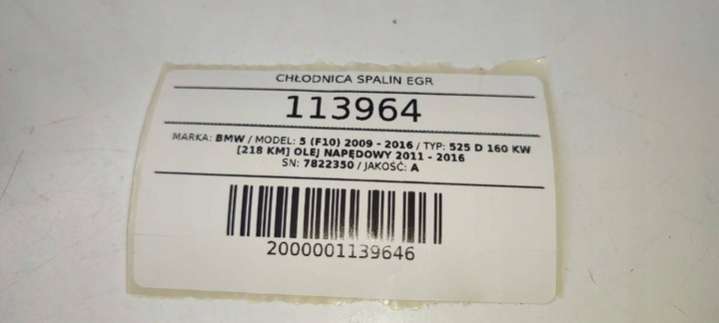 CHŁODNICA SPALIN EGR
113964
MARKA: BMW / MODEL: 5 (F10) 2009 - 2016 / TYP: 525 D 160 KW
[218 KM] OLEJ NAPĘDOWY 2011 - 2016
SN: 7822350 / JAKOŚĆ: A
2000001139646